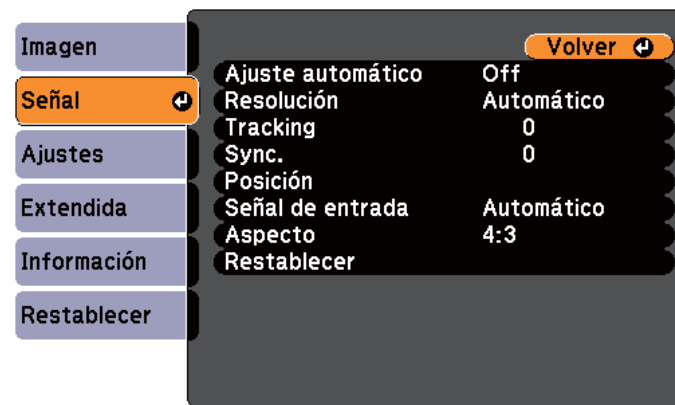 Imagen
Señal
Ajustes
Extendida
Información
Restablecer
Volver
Ajuste automático Off
Resolución Automático
Tracking 0
Sync. 0
Posición
Señal de entrada Automático
Aspecto 4:3
Restablecer